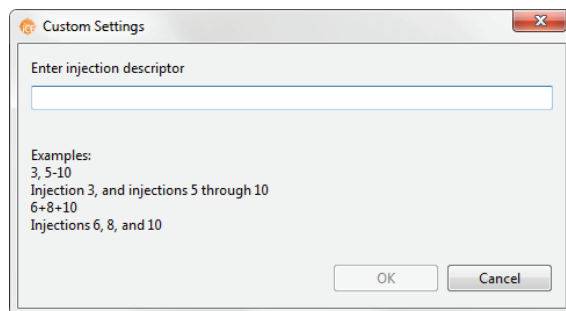 Custom Settings
Enter injection descriptor
Examples:
3, 5-10
Injection 3, and injections 5 through 10
6+8+10
Injections 6, 8, and 10
OK
Cancel